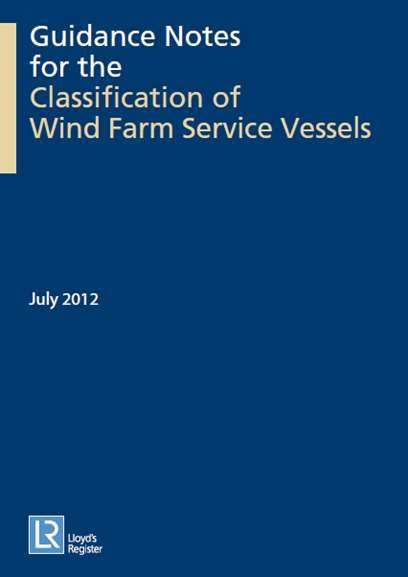 Guidance Notes
for the
Classification of
Wind Farm Service Vessels
July 2012
LR
Lloyd's
Register